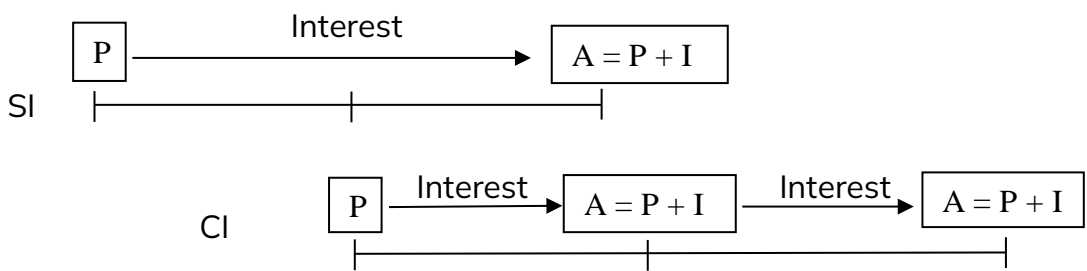 Interest
P
A = P + I
SI
Interest
Interest
P
A = P + I
A = P + I
CI